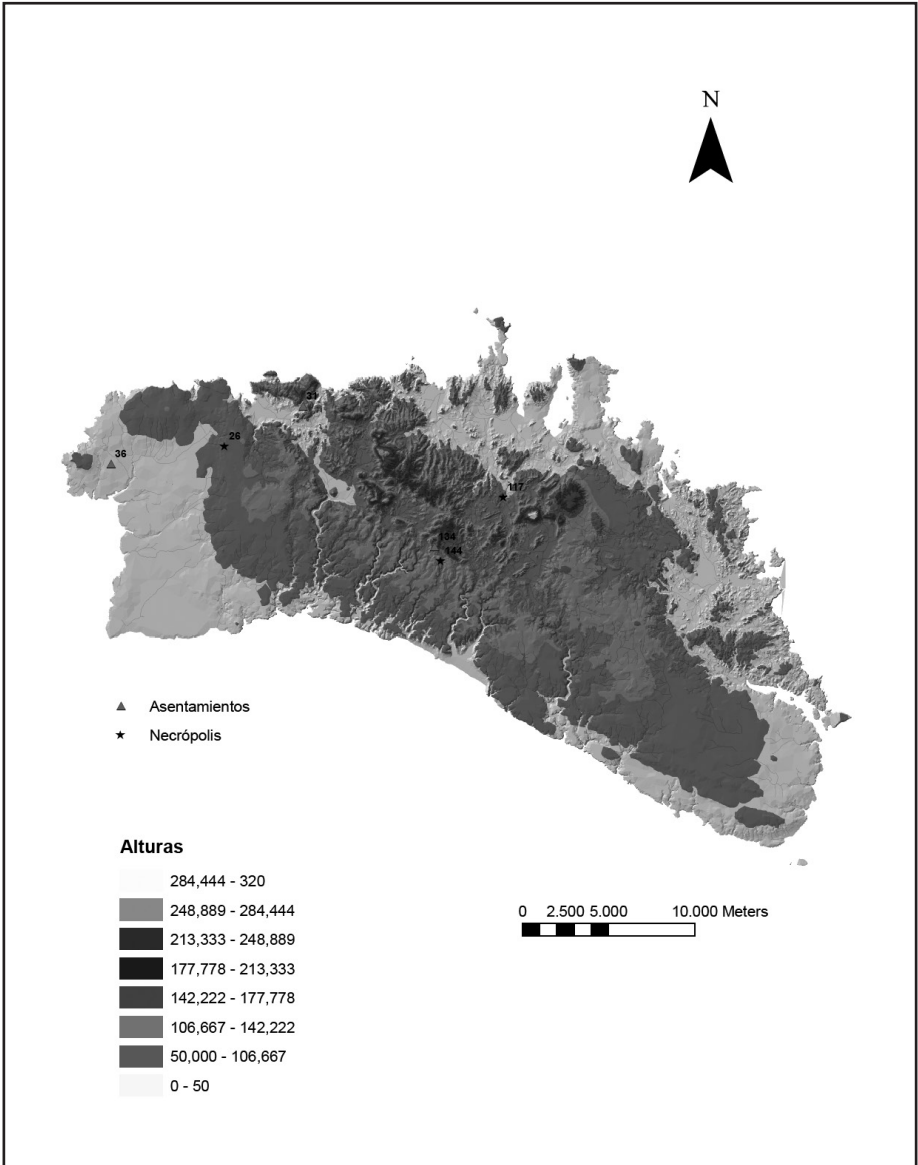 N
31
26
36
117
134
144
Asentamientos
Necrópolis
Alturas
284,444 - 320
248,889 - 284,444
213,333 - 248,889
177,778 - 213,333
142,222 - 177,778
106,667 - 142,222
50,000 - 106,667
0 - 50
0 2.500 5.000 10.000 Meters